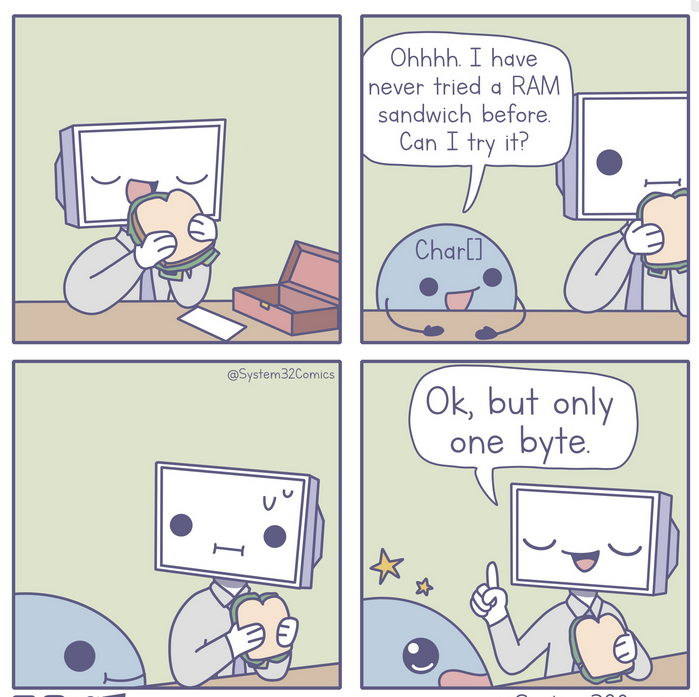 Ohhhh. I have
never tried a RAM
sandwich before.
Can I try it?
Char[]
@System32Comics
Ok, but only
one byte.